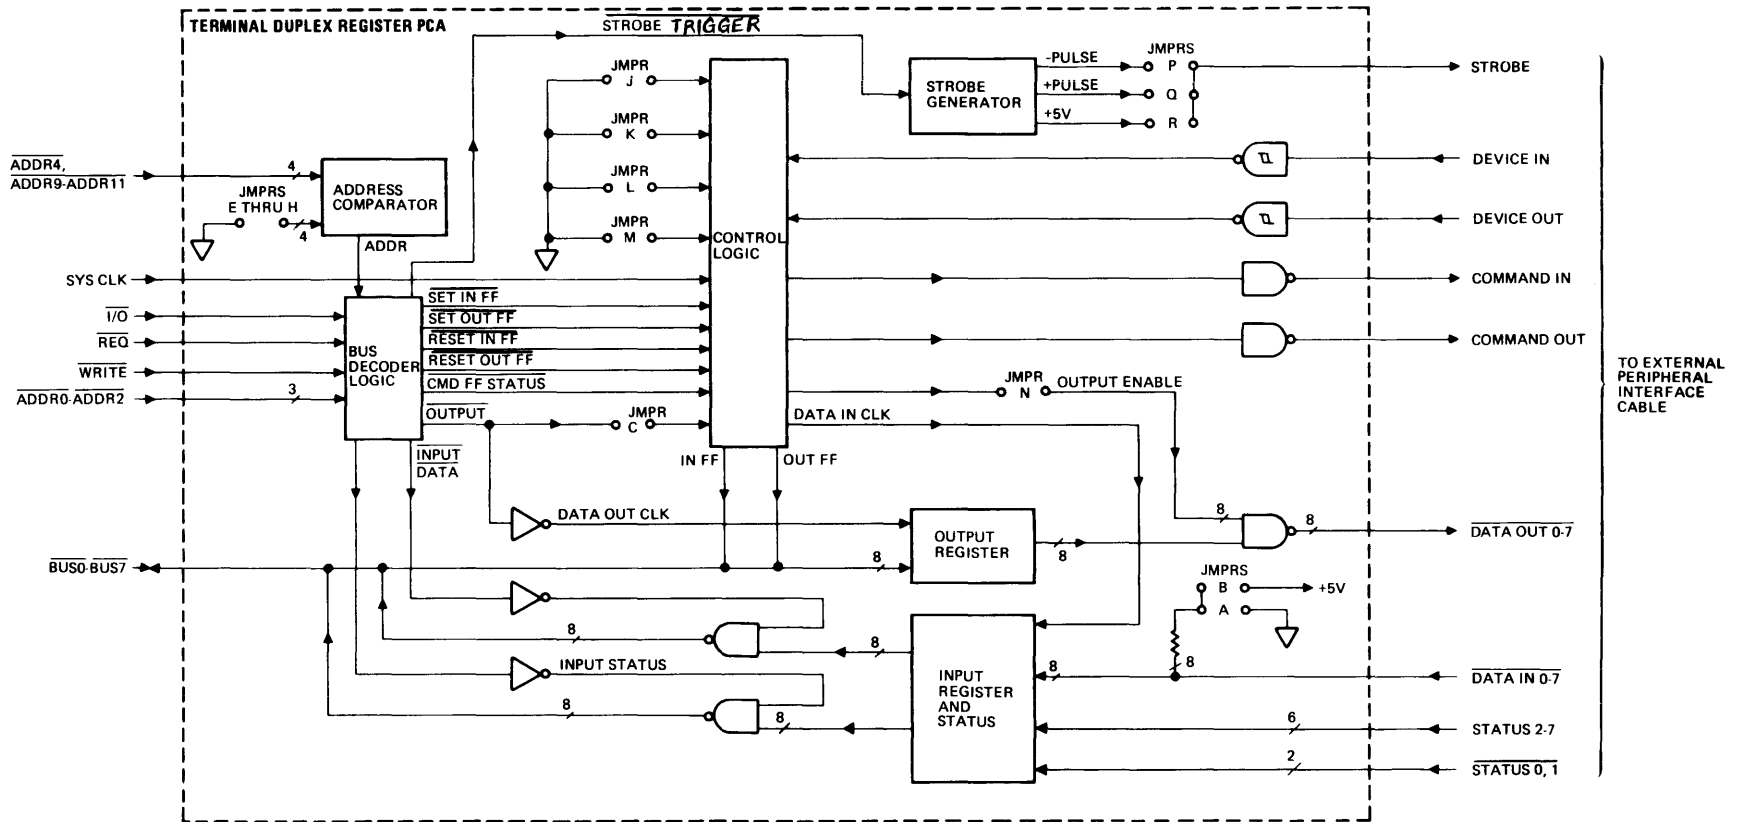 TERMINAL DUPLEX REGISTER PCA
STROBE TRIGGER
JMPR
J
JMPR
K
JMPR
L
JMPR
M
CONTROL
LOGIC
STROBE
GENERATOR
-PULSE
+PULSE
+5V
JMPRS
P
Q
R
STROBE
DEVICE IN
DEVICE OUT
COMMAND IN
COMMAND OUT
ADDR4,
ADDR9-ADDR11
4
JMPRS
E THRU H
4
ADDRESS
COMPARATOR
ADDR
SYS CLK
I/O
REQ
WRITE
ADDR0-ADDR2
3
BUS
DECODER
LOGIC
SET IN FF
SET OUT FF
RESET IN FF
RESET OUT FF
CMD FF STATUS
OUTPUT
JMPR
C
INPUT
DATA
JMPR
N
OUTPUT ENABLE
DATA IN CLK
IN FF
OUT FF
TO EXTERNAL
PERIPHERAL
INTERFACE
CABLE
DATA OUT CLK
OUTPUT
REGISTER
8
8
8
8
DATA OUT 0-7
BUS0-BUS7
JMPRS
B
+5V
A
8
8
INPUT STATUS
8
8
INPUT
REGISTER
AND
STATUS
8
8
DATA IN 0-7
6
STATUS 2-7
2
STATUS 0, 1